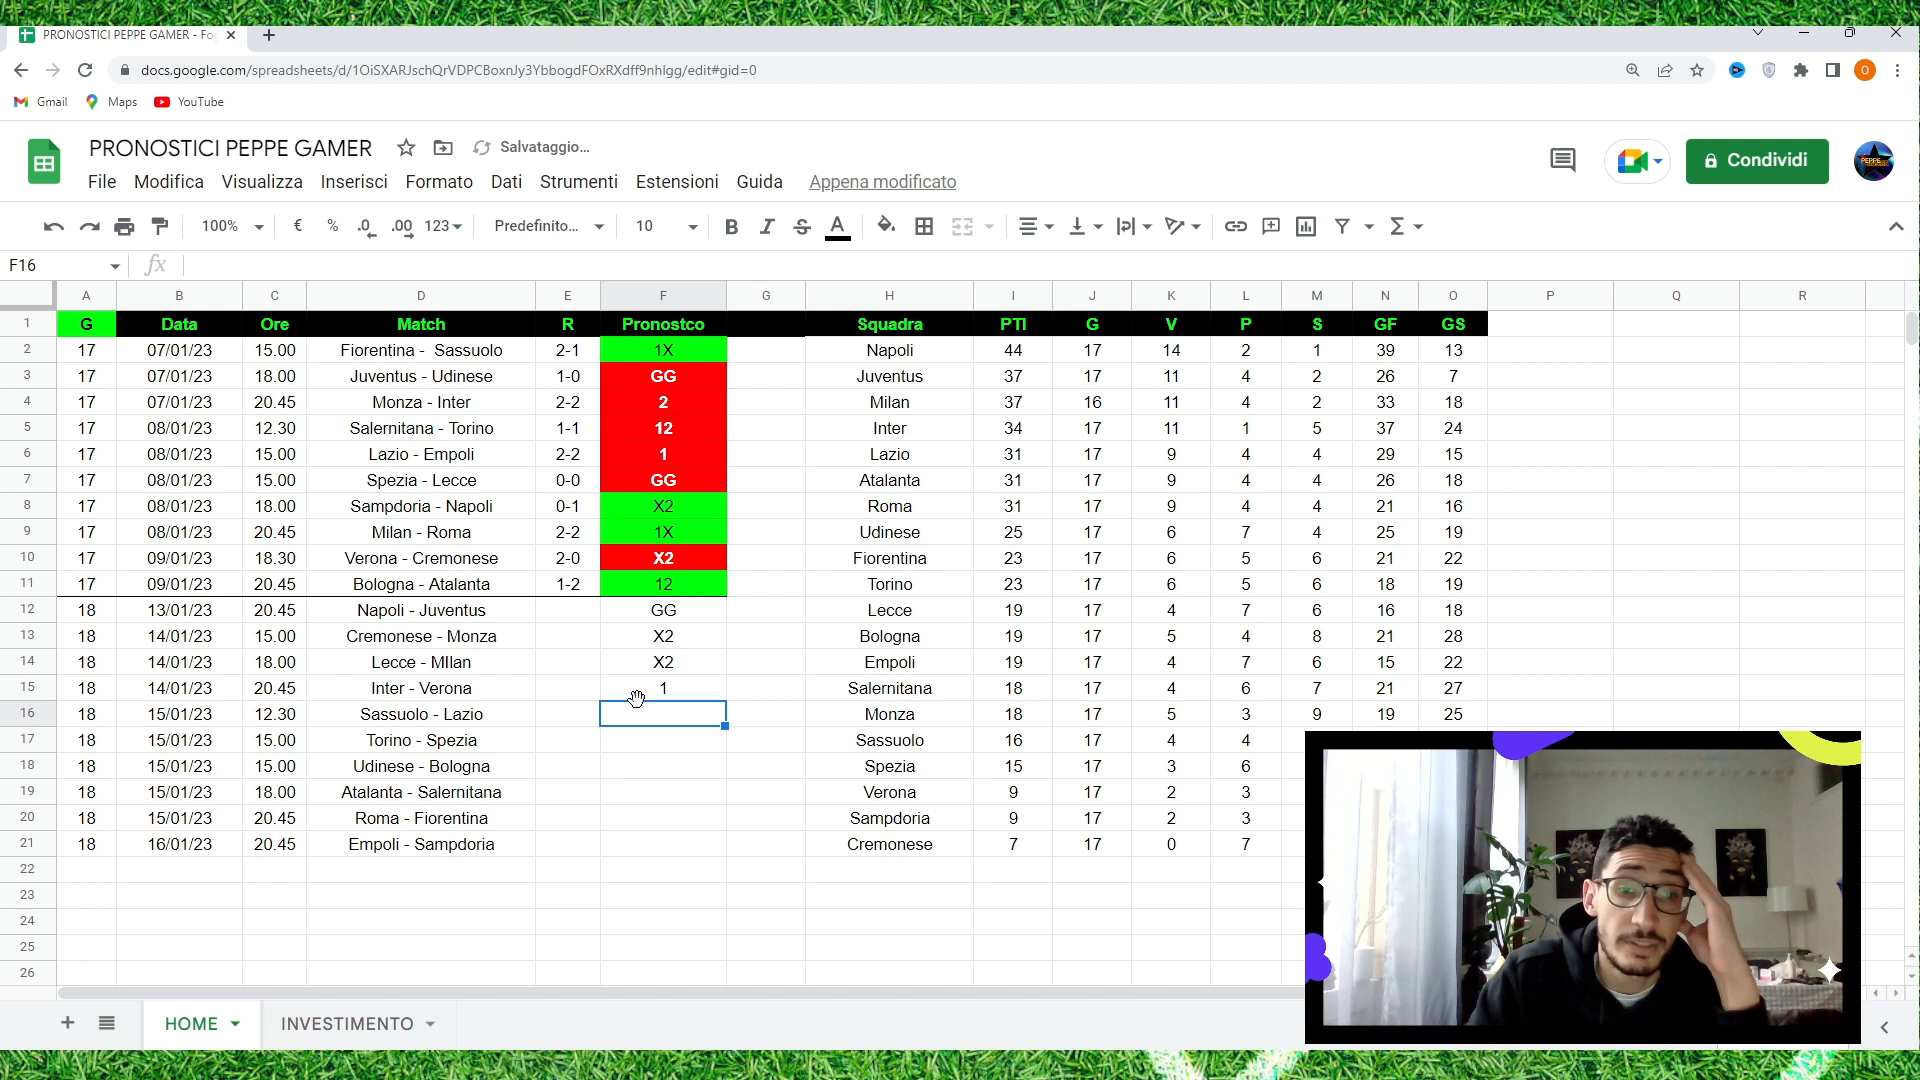 PRONOSTICI PEPPE GAMER - Fog
docs.google.com/spreadsheets/d/1OiSXARJschQrVDPCBoxnJy3YbbogdFOxRXdff9nhlgg/edit#gid=0
O
Gmail Maps YouTube
PRONOSTICI PEPPE GAMER Salvataggio...
Condividi
PEPPE
File Modifica Visualizza Inserisci Formato Dati Strumenti Estensioni Guida Appena modificato
100% € % .0 .00 123 Predefinito... 10 B I S A Σ
F16 fx
A B C D E F G H I J K L M N O P Q R
1 G Data Ore Match R Pronostco Squadra PTI G V P S GF GS
2 17 07/01/23 15.00 Fiorentina - Sassuolo 2-1 1X Napoli 44 17 14 2 1 39 13
3 17 07/01/23 18.00 Juventus - Udinese 1-0 GG Juventus 37 17 11 4 2 26 7
4 17 07/01/23 20.45 Monza - Inter 2-2 2 Milan 37 16 11 4 2 33 18
5 17 08/01/23 12.30 Salernitana - Torino 1-1 12 Inter 34 17 11 1 5 37 24
6 17 08/01/23 15.00 Lazio - Empoli 2-2 1 Lazio 31 17 9 4 4 29 15
7 17 08/01/23 15.00 Spezia - Lecce 0-0 GG Atalanta 31 17 9 4 4 26 18
8 17 08/01/23 18.00 Sampdoria - Napoli 0-1 X2 Roma 31 17 9 4 4 21 16
9 17 08/01/23 20.45 Milan - Roma 2-2 1X Udinese 25 17 6 7 4 25 19
10 17 09/01/23 18.30 Verona - Cremonese 2-0 X2 Fiorentina 23 17 6 5 6 21 22
11 17 09/01/23 20.45 Bologna - Atalanta 1-2 12 Torino 23 17 6 5 6 18 19
12 18 13/01/23 20.45 Napoli - Juventus GG Lecce 19 17 4 7 6 16 18
13 18 14/01/23 15.00 Cremonese - Monza X2 Bologna 19 17 5 4 8 21 28
14 18 14/01/23 18.00 Lecce - MIlan X2 Empoli 19 17 4 7 6 15 22
15 18 14/01/23 20.45 Inter - Verona 1 Salernitana 18 17 4 6 7 21 27
16 18 15/01/23 12.30 Sassuolo - Lazio Monza 18 17 5 3 9 19 25
17 18 15/01/23 15.00 Torino - Spezia Sassuolo 16 17 4 4
18 18 15/01/23 15.00 Udinese - Bologna Spezia 15 17 3 6
19 18 15/01/23 18.00 Atalanta - Salernitana Verona 9 17 2 3
20 18 15/01/23 20.45 Roma - Fiorentina Sampdoria 9 17 2 3
21 18 16/01/23 20.45 Empoli - Sampdoria Cremonese 7 17 0 7
22
23
24
25
26
HOME INVESTIMENTO